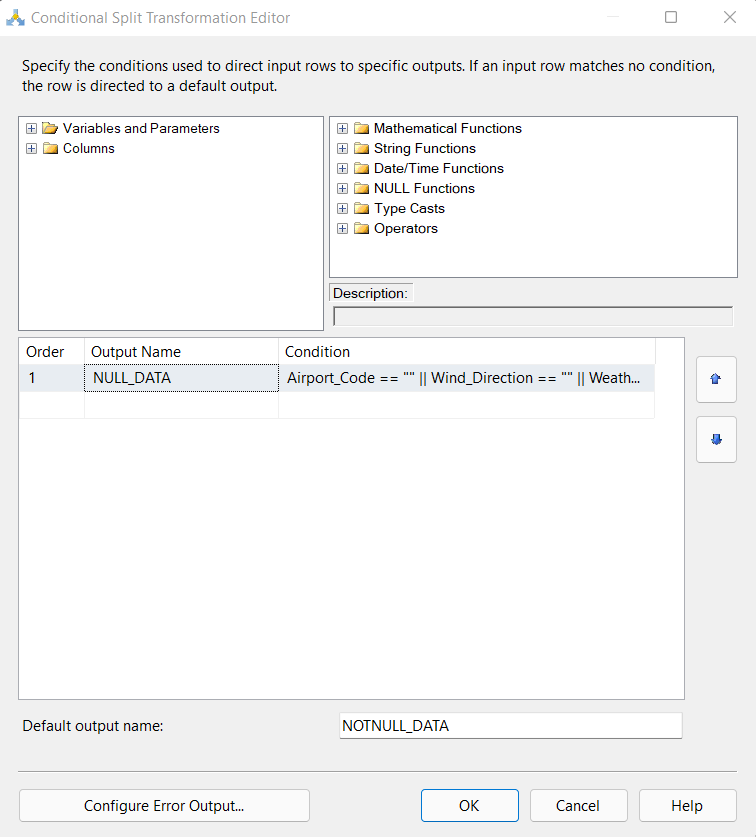 Conditional Split Transformation Editor
Specify the conditions used to direct input rows to specific outputs. If an input row matches no condition,
the row is directed to a default output.
Variables and Parameters
Columns
Mathematical Functions
String Functions
Date/Time Functions
NULL Functions
Type Casts
Operators
Description:
Order Output Name Condition
1 NULL_DATA Airport_Code == "" || Wind_Direction == "" || Weath...
Default output name: NOTNULL_DATA
Configure Error Output... OK Cancel Help